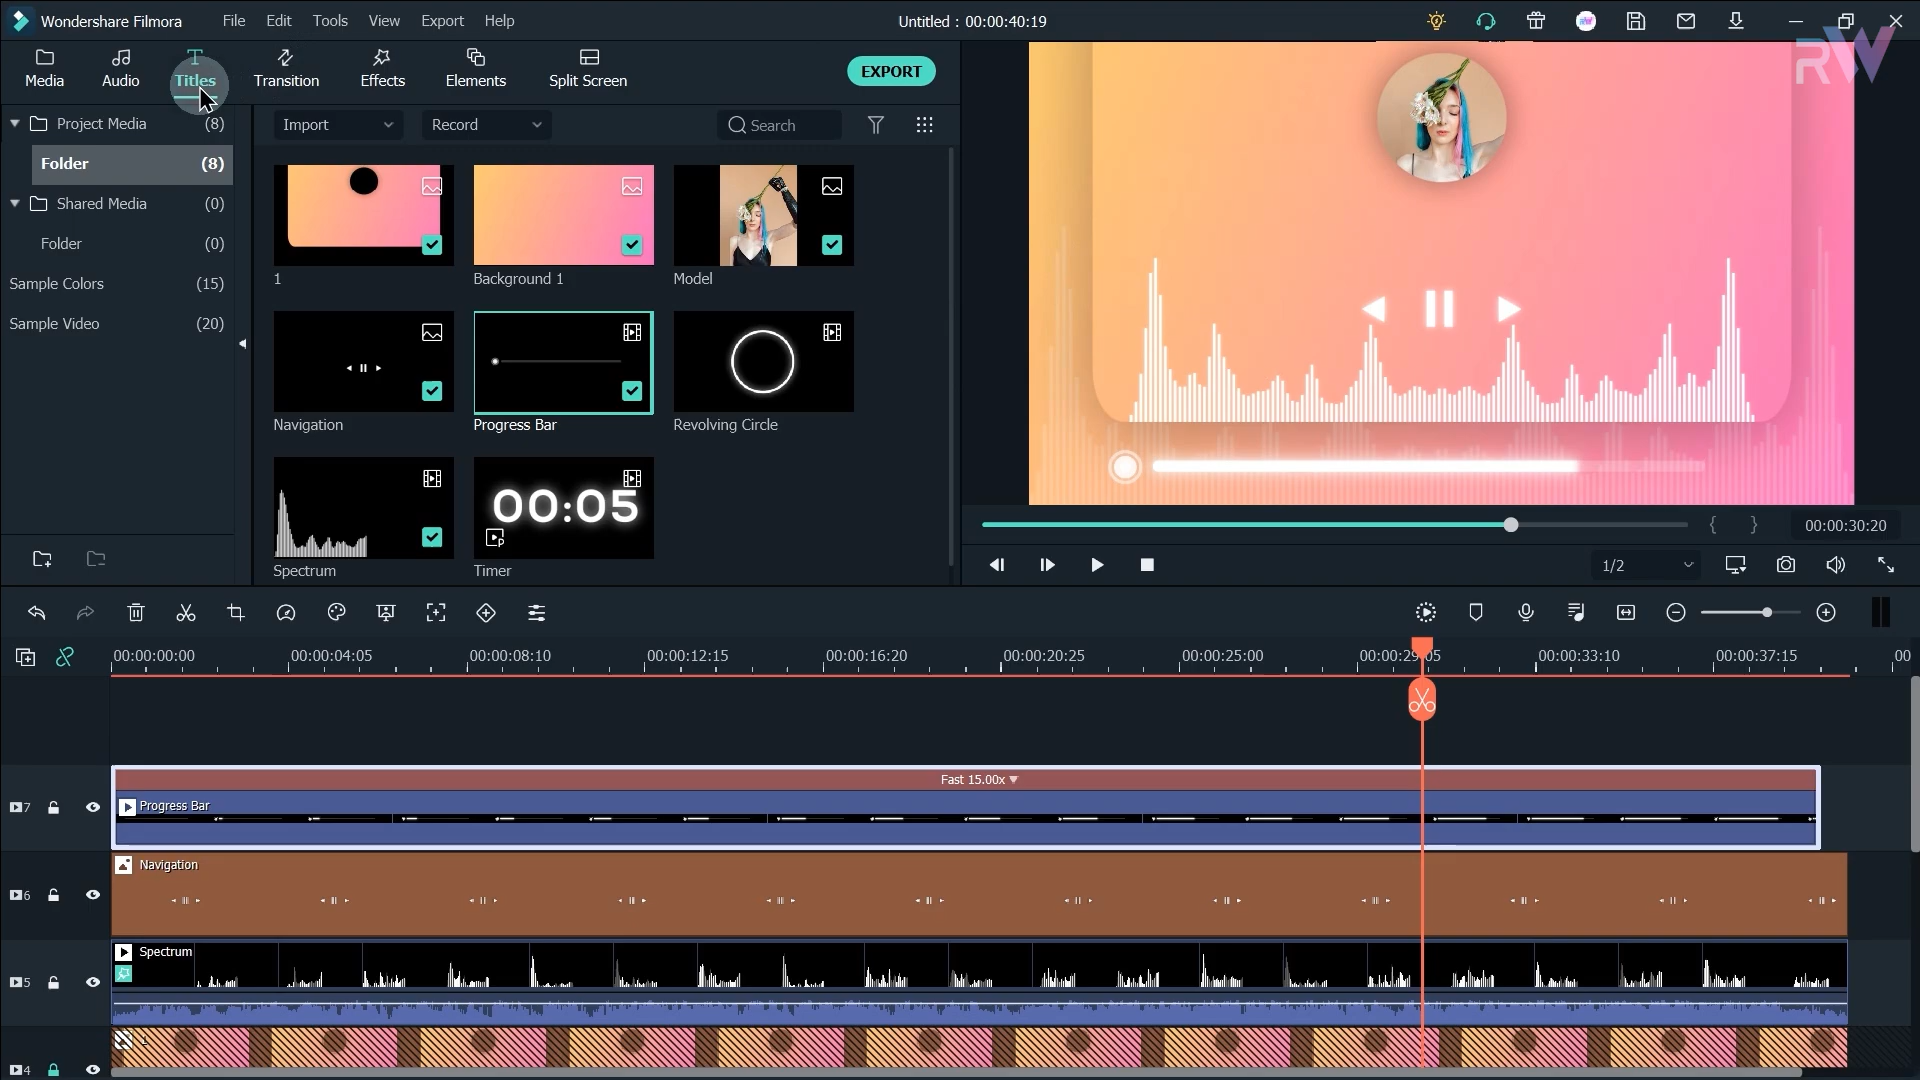 Wondershare Filmora
File Edit Tools View Export Help
Untitled : 00:00:40:19
RW
Media Audio Titles Transition Effects Elements Split Screen
EXPORT
Project Media (8)
Folder (8)
Shared Media (0)
Folder (0)
Sample Colors (15)
Sample Video (20)
Import Record Search
1 Background 1 Model
Navigation Progress Bar Revolving Circle
00:05
Spectrum Timer
{ } 00:00:30:20
1/2
00:00:00:00 00:00:04:05 00:00:08:10 00:00:12:15 00:00:16:20 00:00:20:25 00:00:25:00 00:00:29:05 00:00:33:10 00:00:37:15 00
Fast 15.00x
7 Progress Bar
6 Navigation
5 Spectrum
4 1